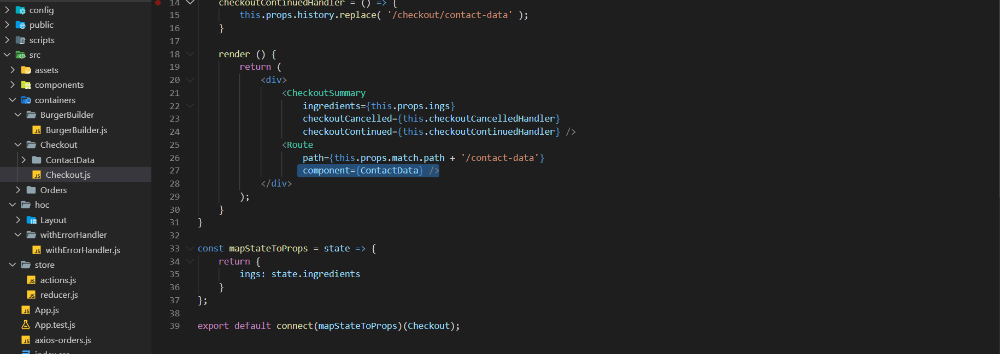 config
public
scripts
src
assets
components
containers
BurgerBuilder
BurgerBuilder.js
Checkout
ContactData
Checkout.js
Orders
hoc
Layout
withErrorHandler
withErrorHandler.js
store
actions.js
reducer.js
App.js
App.test.js
axios-orders.js
index.css
14 checkoutContinuedHandler = () => {
15 this.props.history.replace( '/checkout/contact-data' );
16 }
17
18 render () {
19 return (
20 <div>
21 <CheckoutSummary
22 ingredients={this.props.ings}
23 checkoutCancelled={this.checkoutCancelledHandler}
24 checkoutContinued={this.checkoutContinuedHandler} />
25 <Route
26 path={this.props.match.path + '/contact-data'}
27 component={ContactData} />
28 </div>
29 );
30 }
31 }
32
33 const mapStateToProps = state => {
34 return {
35 ings: state.ingredients
36 }
37 };
38
39 export default connect(mapStateToProps)(Checkout);